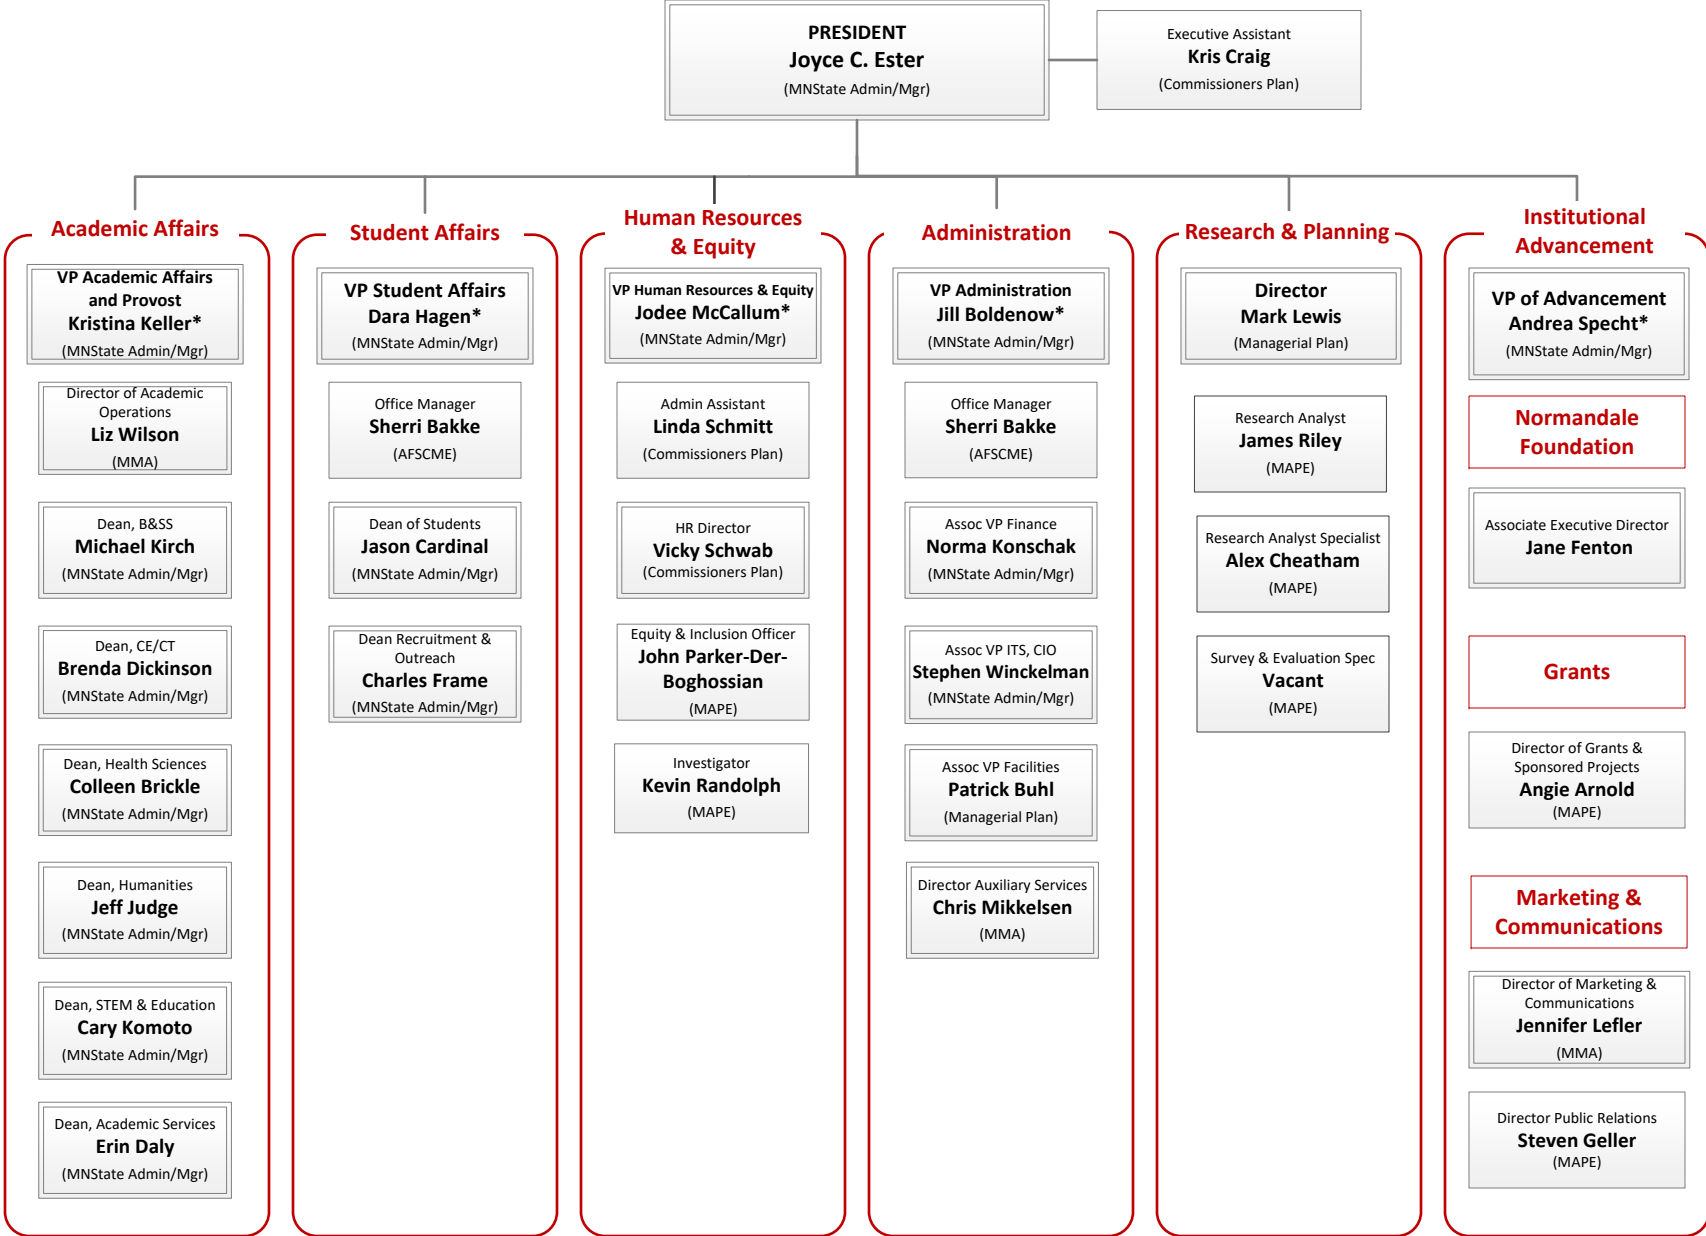 PRESIDENT
Joyce C. Ester
(MNState Admin/Mgr)
Executive Assistant
Kris Craig
(Commissioners Plan)
Academic Affairs
VP Academic Affairs
and Provost
Kristina Keller*
(MNState Admin/Mgr)
Director of Academic
Operations
Liz Wilson
(MMA)
Dean, B&SS
Michael Kirch
(MNState Admin/Mgr)
Dean, CE/CT
Brenda Dickinson
(MNState Admin/Mgr)
Dean, Health Sciences
Colleen Brickle
(MNState Admin/Mgr)
Dean, Humanities
Jeff Judge
(MNState Admin/Mgr)
Dean, STEM & Education
Cary Komoto
(MNState Admin/Mgr)
Dean, Academic Services
Erin Daly
(MNState Admin/Mgr)
Student Affairs
VP Student Affairs
Dara Hagen*
(MNState Admin/Mgr)
Office Manager
Sherri Bakke
(AFSCME)
Dean of Students
Jason Cardinal
(MNState Admin/Mgr)
Dean Recruitment &
Outreach
Charles Frame
(MNState Admin/Mgr)
Human Resources
& Equity
VP Human Resources & Equity
Jodee McCallum*
(MNState Admin/Mgr)
Admin Assistant
Linda Schmitt
(Commissioners Plan)
HR Director
Vicky Schwab
(Commissioners Plan)
Equity & Inclusion Officer
John Parker-Der-
Boghossian
(MAPE)
Investigator
Kevin Randolph
(MAPE)
Administration
VP Administration
Jill Boldenow*
(MNState Admin/Mgr)
Office Manager
Sherri Bakke
(AFSCME)
Assoc VP Finance
Norma Konschak
(MNState Admin/Mgr)
Assoc VP ITS, CIO
Stephen Winckelman
(MNState Admin/Mgr)
Assoc VP Facilities
Patrick Buhl
(Managerial Plan)
Director Auxiliary Services
Chris Mikkelsen
(MMA)
Research & Planning
Director
Mark Lewis
(Managerial Plan)
Research Analyst
James Riley
(MAPE)
Research Analyst Specialist
Alex Cheatham
(MAPE)
Survey & Evaluation Spec
Vacant
(MAPE)
Institutional
Advancement
VP of Advancement
Andrea Specht*
(MNState Admin/Mgr)
Normandale
Foundation
Associate Executive Director
Jane Fenton
Grants
Director of Grants &
Sponsored Projects
Angie Arnold
(MAPE)
Marketing &
Communications
Director of Marketing &
Communications
Jennifer Lefler
(MMA)
Director Public Relations
Steven Geller
(MAPE)